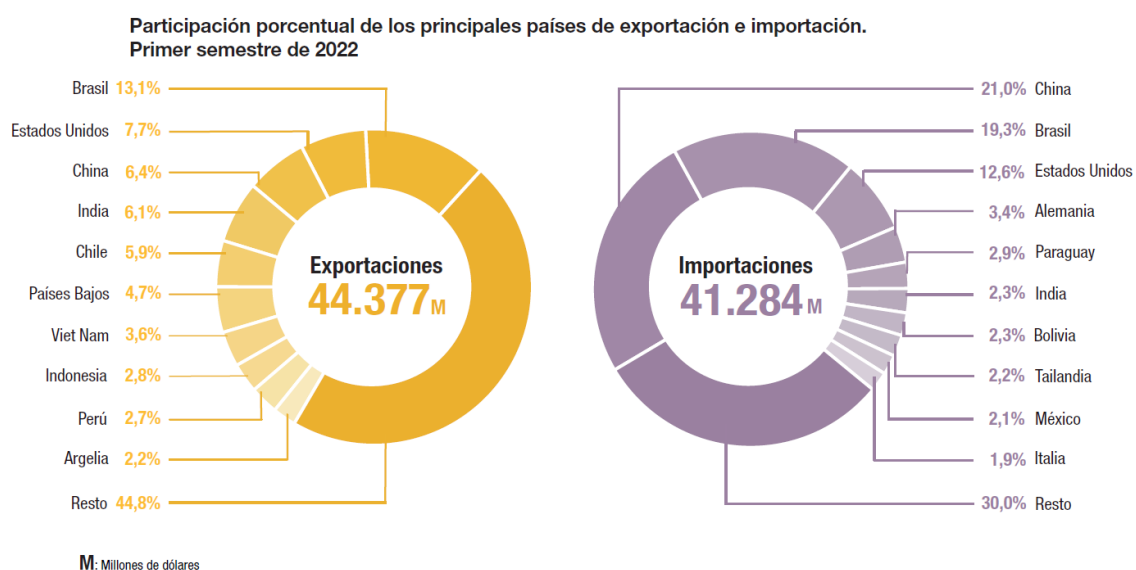 Participación porcentual de los principales países de exportación e importación.
Primer semestre de 2022
Brasil 13,1%
Estados Unidos 7,7%
China 6,4%
India 6,1%
Chile 5,9%
Países Bajos 4,7%
Viet Nam 3,6%
Indonesia 2,8%
Perú 2,7%
Argelia 2,2%
Resto 44,8%
Exportaciones
44.377 M
Importaciones
41.284 M
21,0% China
19,3% Brasil
12,6% Estados Unidos
3,4% Alemania
2,9% Paraguay
2,3% India
2,3% Bolivia
2,2% Tailandia
2,1% México
1,9% Italia
30,0% Resto
M: Millones de dólares